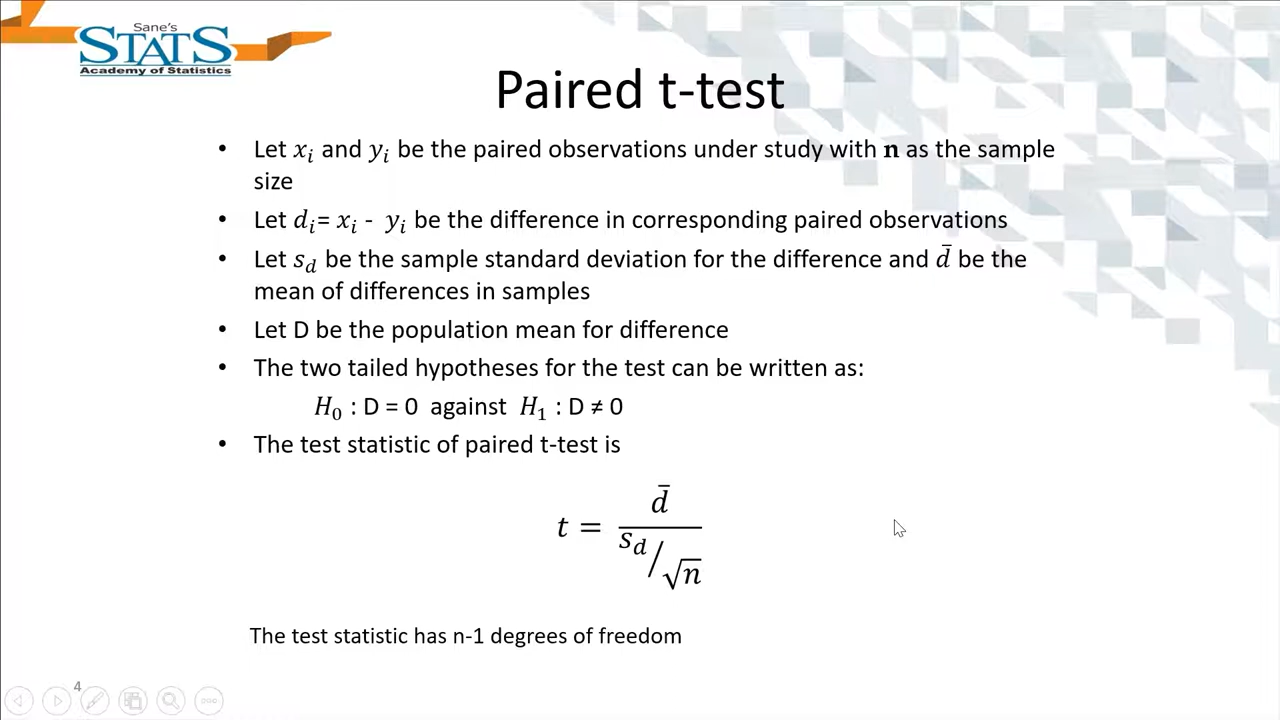 Sane's
STATS
Academy of Statistics
Paired t-test
• Let xᵢ and yᵢ be the paired observations under study with n as the sample
size
• Let dᵢ= xᵢ - yᵢ be the difference in corresponding paired observations
• Let s_d be the sample standard deviation for the difference and d̄ be the
mean of differences in samples
• Let D be the population mean for difference
• The two tailed hypotheses for the test can be written as:
H₀ : D = 0 against H₁ : D ≠ 0
• The test statistic of paired t-test is
t = d̄ / (s_d/√n)
The test statistic has n-1 degrees of freedom
4